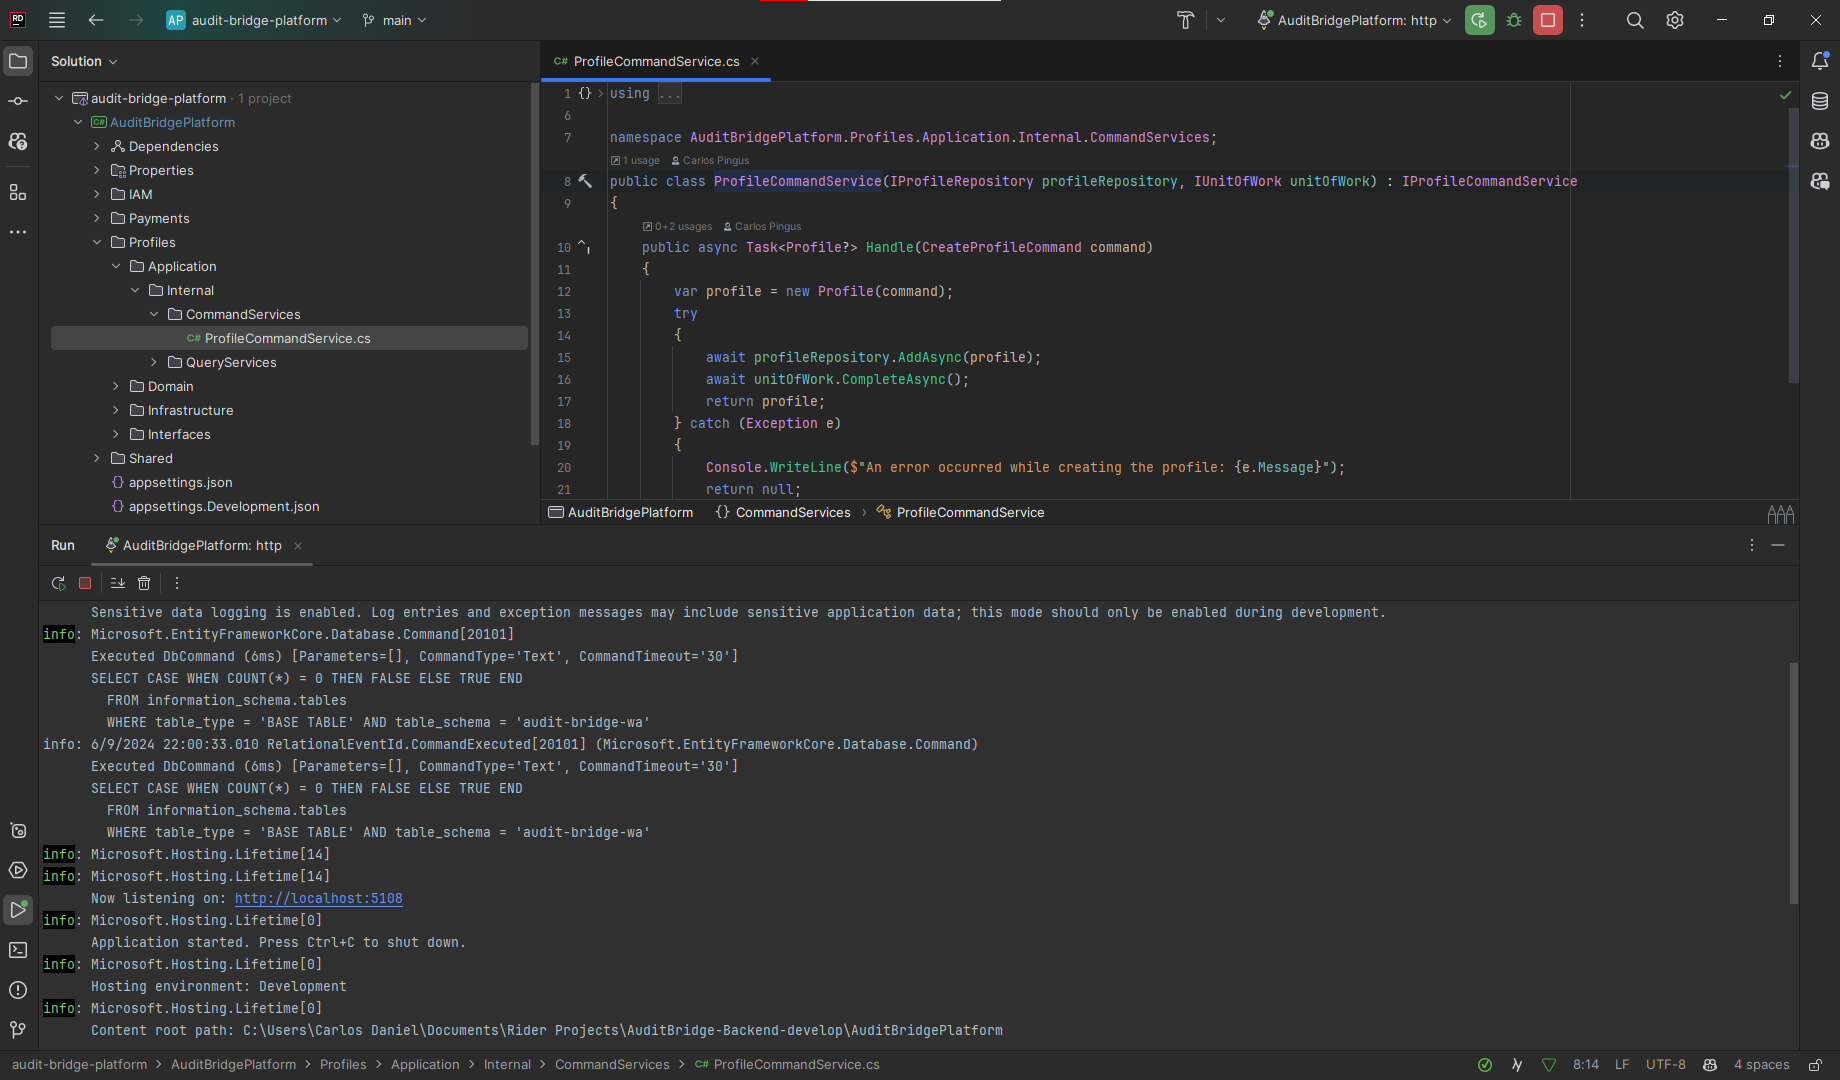 AP audit-bridge-platform
main
AuditBridgePlatform: http
Solution
audit-bridge-platform · 1 project
C# AuditBridgePlatform
Dependencies
Properties
IAM
Payments
Profiles
Application
Internal
CommandServices
C# ProfileCommandService.cs
QueryServices
Domain
Infrastructure
Interfaces
Shared
{} appsettings.json
{} appsettings.Development.json
C# ProfileCommandService.cs
1 {} using ...
6
7 namespace AuditBridgePlatform.Profiles.Application.Internal.CommandServices;
1 usage Carlos Pingus
8 public class ProfileCommandService(IProfileRepository profileRepository, IUnitOfWork unitOfWork) : IProfileCommandService
9 {
0+2 usages Carlos Pingus
10 public async Task<Profile?> Handle(CreateProfileCommand command)
11 {
12 var profile = new Profile(command);
13 try
14 {
15 await profileRepository.AddAsync(profile);
16 await unitOfWork.CompleteAsync();
17 return profile;
18 } catch (Exception e)
19 {
20 Console.WriteLine($"An error occurred while creating the profile: {e.Message}");
21 return null;
AuditBridgePlatform {} CommandServices ProfileCommandService
Run AuditBridgePlatform: http
Sensitive data logging is enabled. Log entries and exception messages may include sensitive application data; this mode should only be enabled during development.
info: Microsoft.EntityFrameworkCore.Database.Command[20101]
Executed DbCommand (6ms) [Parameters=[], CommandType='Text', CommandTimeout='30']
SELECT CASE WHEN COUNT(*) = 0 THEN FALSE ELSE TRUE END
FROM information_schema.tables
WHERE table_type = 'BASE TABLE' AND table_schema = 'audit-bridge-wa'
info: 6/9/2024 22:00:33.010 RelationalEventId.CommandExecuted[20101] (Microsoft.EntityFrameworkCore.Database.Command)
Executed DbCommand (6ms) [Parameters=[], CommandType='Text', CommandTimeout='30']
SELECT CASE WHEN COUNT(*) = 0 THEN FALSE ELSE TRUE END
FROM information_schema.tables
WHERE table_type = 'BASE TABLE' AND table_schema = 'audit-bridge-wa'
info: Microsoft.Hosting.Lifetime[14]
info: Microsoft.Hosting.Lifetime[14]
Now listening on: http://localhost:5108
info: Microsoft.Hosting.Lifetime[0]
Application started. Press Ctrl+C to shut down.
info: Microsoft.Hosting.Lifetime[0]
Hosting environment: Development
info: Microsoft.Hosting.Lifetime[0]
Content root path: C:\Users\Carlos Daniel\Documents\Rider Projects\AuditBridge-Backend-develop\AuditBridgePlatform
audit-bridge-platform > AuditBridgePlatform > Profiles > Application > Internal > CommandServices > C# ProfileCommandService.cs
8:14 LF UTF-8 4 spaces